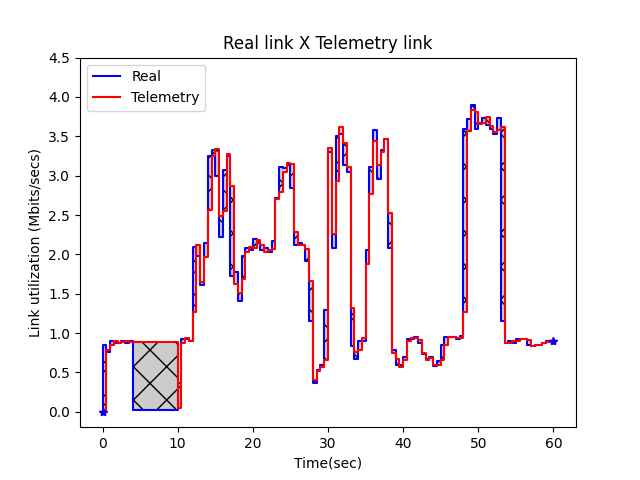 Real link X Telemetry link
Real
Telemetry
Link utilization (Mbits/secs)
4.5
4.0
3.5
3.0
2.5
2.0
1.5
1.0
0.5
0.0
0 10 20 30 40 50 60
Time(sec)